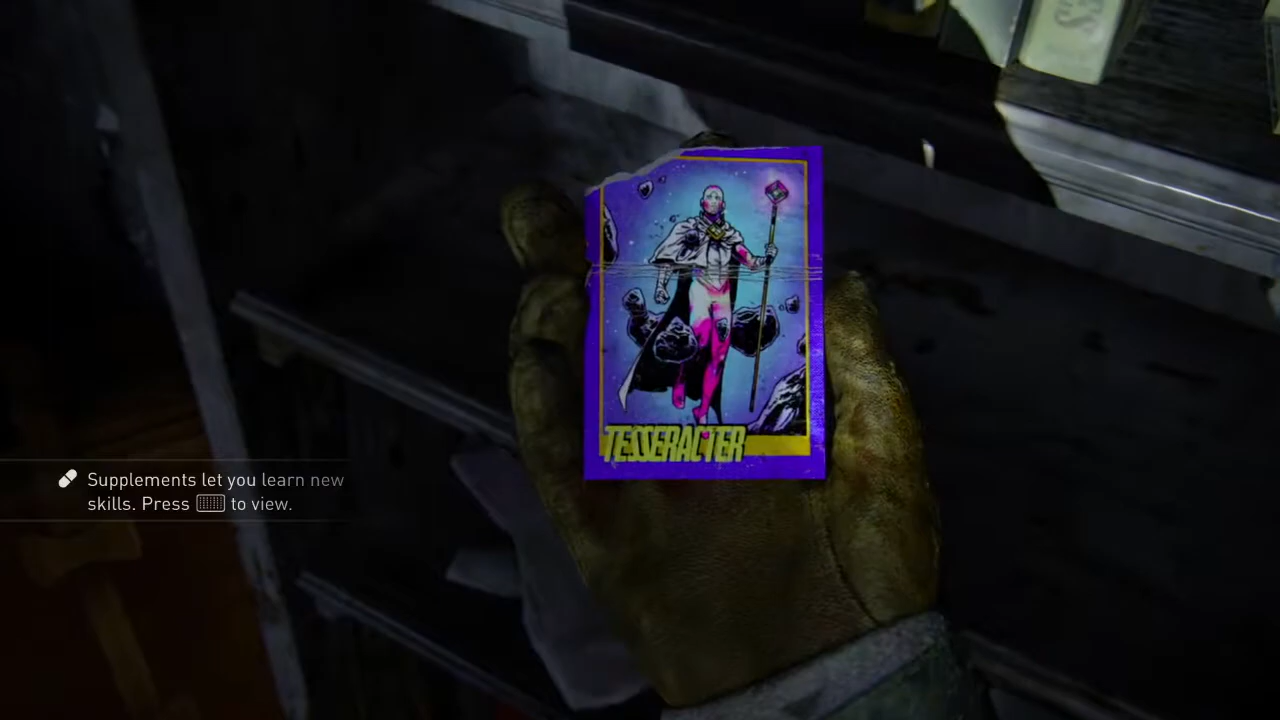 TESSERACTER
Supplements let you learn new
skills. Press to view.